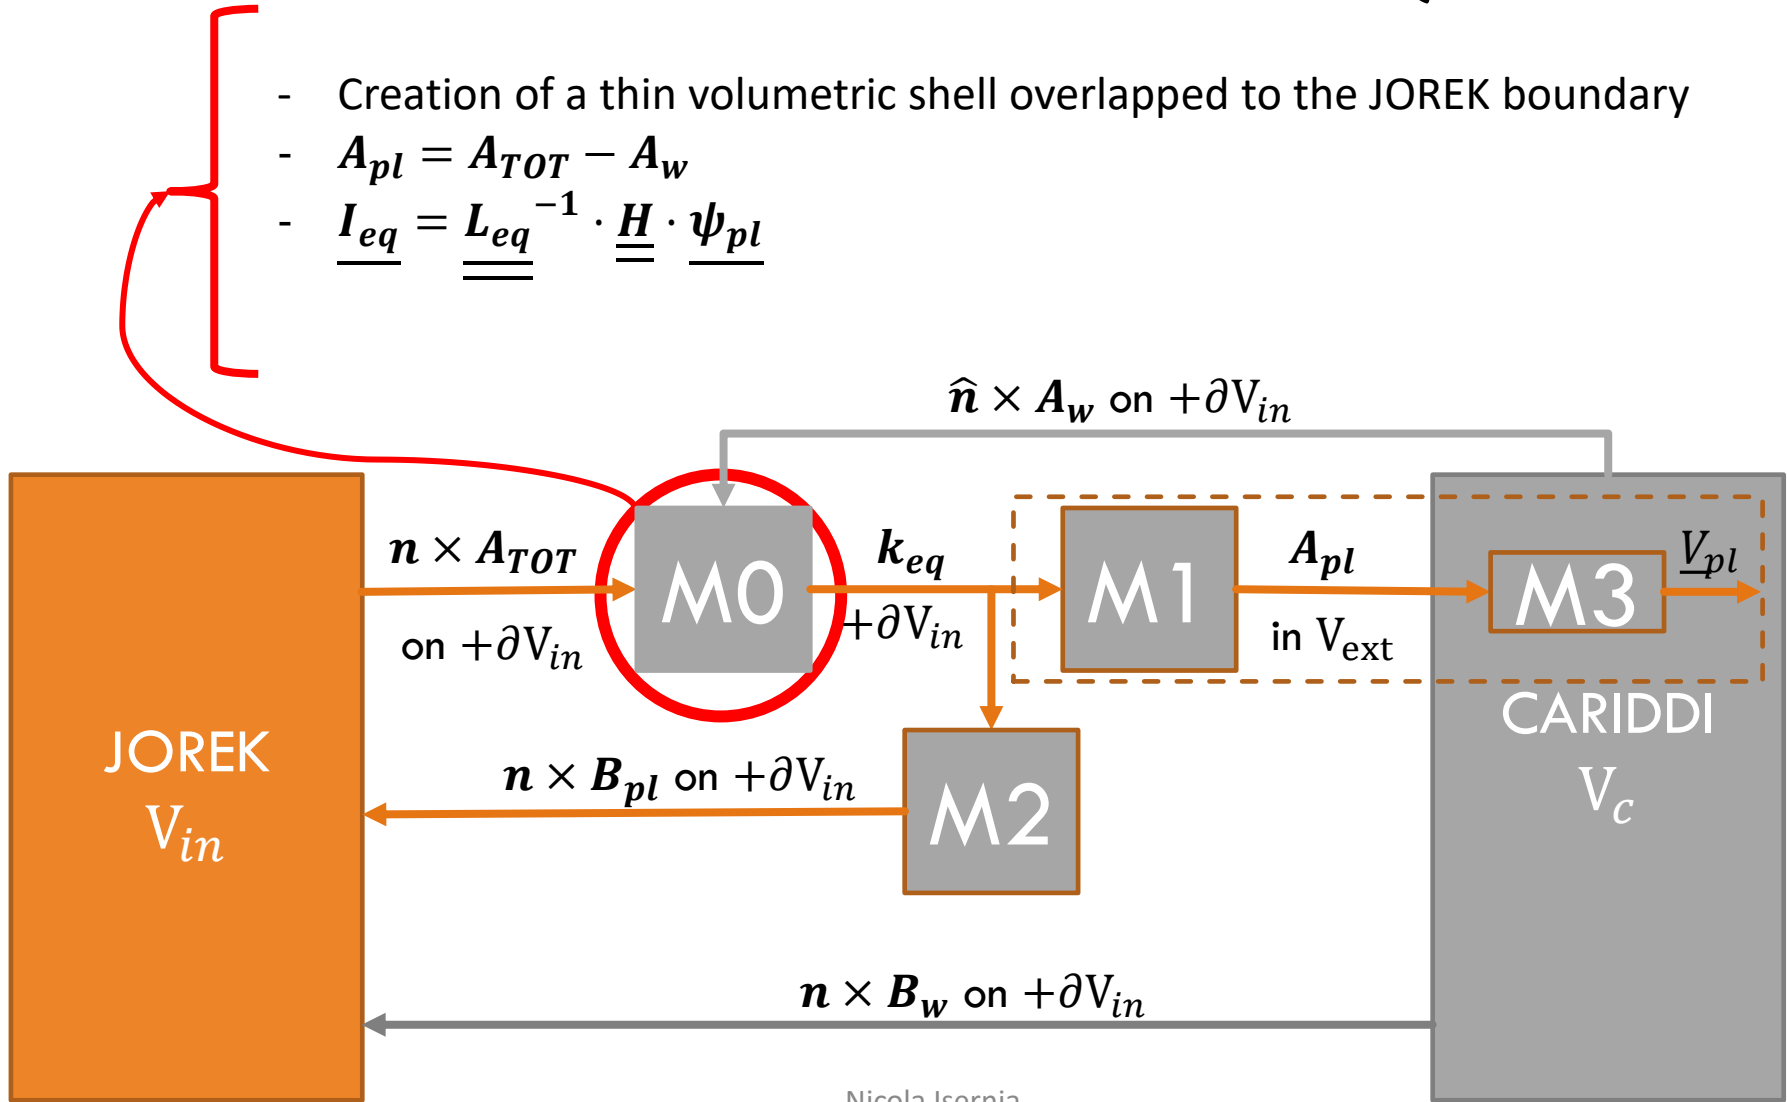 - Creation of a thin volumetric shell overlapped to the JOREK boundary
- A_pl = A_TOT − A_w
- I_eq = L_eq^−1 · H · ψ_pl
n̂ × A_w on +∂V_in
n × A_TOT
on +∂V_in
M0
k_eq
+∂V_in
M1
A_pl
in V_ext
M3
V_pl
JOREK
V_in
n × B_pl on +∂V_in
M2
CARIDDI
V_c
n × B_w on +∂V_in
Nicola Isernia